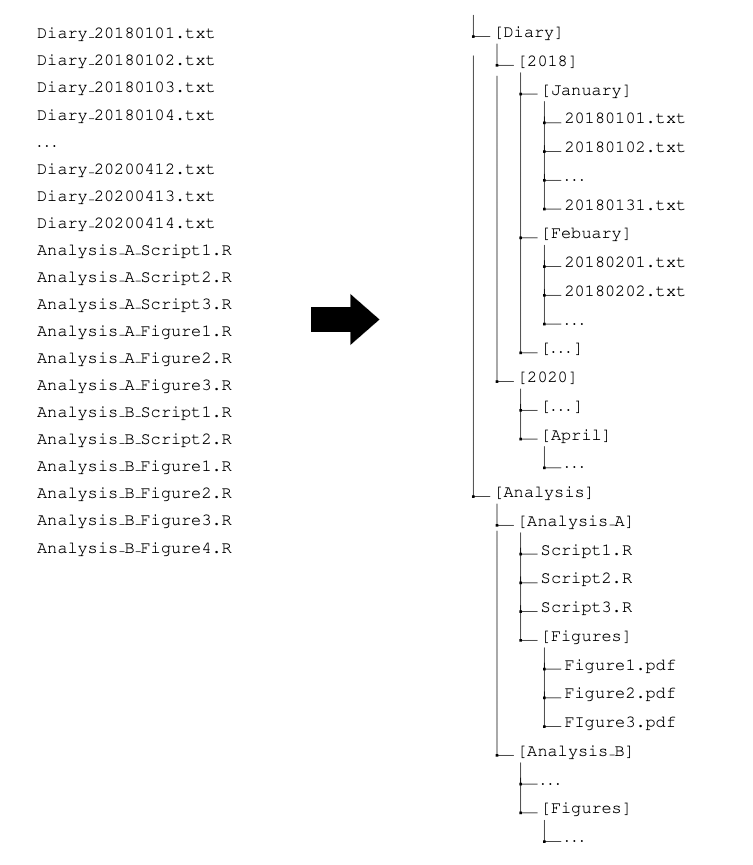 Diary_20180101.txt
Diary_20180102.txt
Diary_20180103.txt
Diary_20180104.txt
...
Diary_20200412.txt
Diary_20200413.txt
Diary_20200414.txt
Analysis_A_Script1.R
Analysis_A_Script2.R
Analysis_A_Script3.R
Analysis_A_Figure1.R
Analysis_A_Figure2.R
Analysis_A_Figure3.R
Analysis_B_Script1.R
Analysis_B_Script2.R
Analysis_B_Figure1.R
Analysis_B_Figure2.R
Analysis_B_Figure3.R
Analysis_B_Figure4.R
[Diary]
[2018]
[January]
20180101.txt
20180102.txt
...
20180131.txt
[Febuary]
20180201.txt
20180202.txt
...
[...]
[2020]
[...]
[April]
...
[Analysis]
[Analysis_A]
Script1.R
Script2.R
Script3.R
[Figures]
Figure1.pdf
Figure2.pdf
FIgure3.pdf
[Analysis_B]
...
[Figures]
...